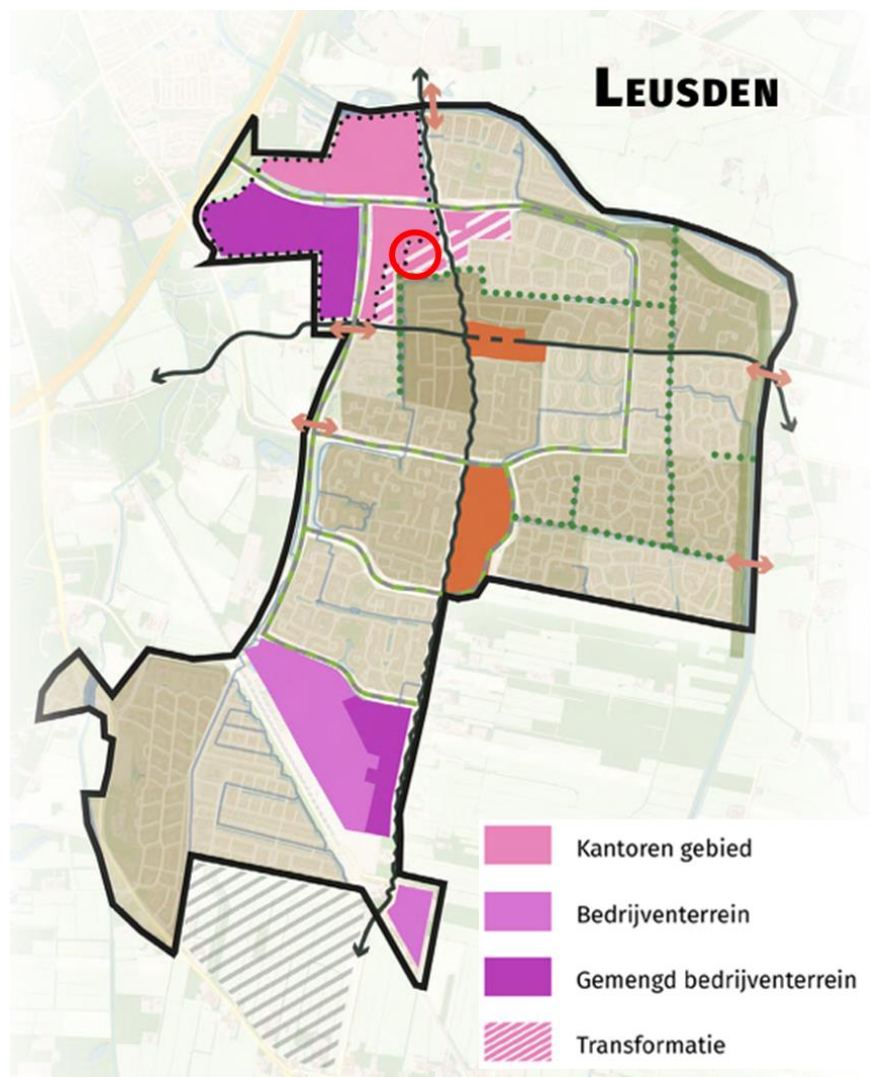 LEUSDEN
Kantoren gebied
Bedrijventerrein
Gemengd bedrijventerrein
Transformatie